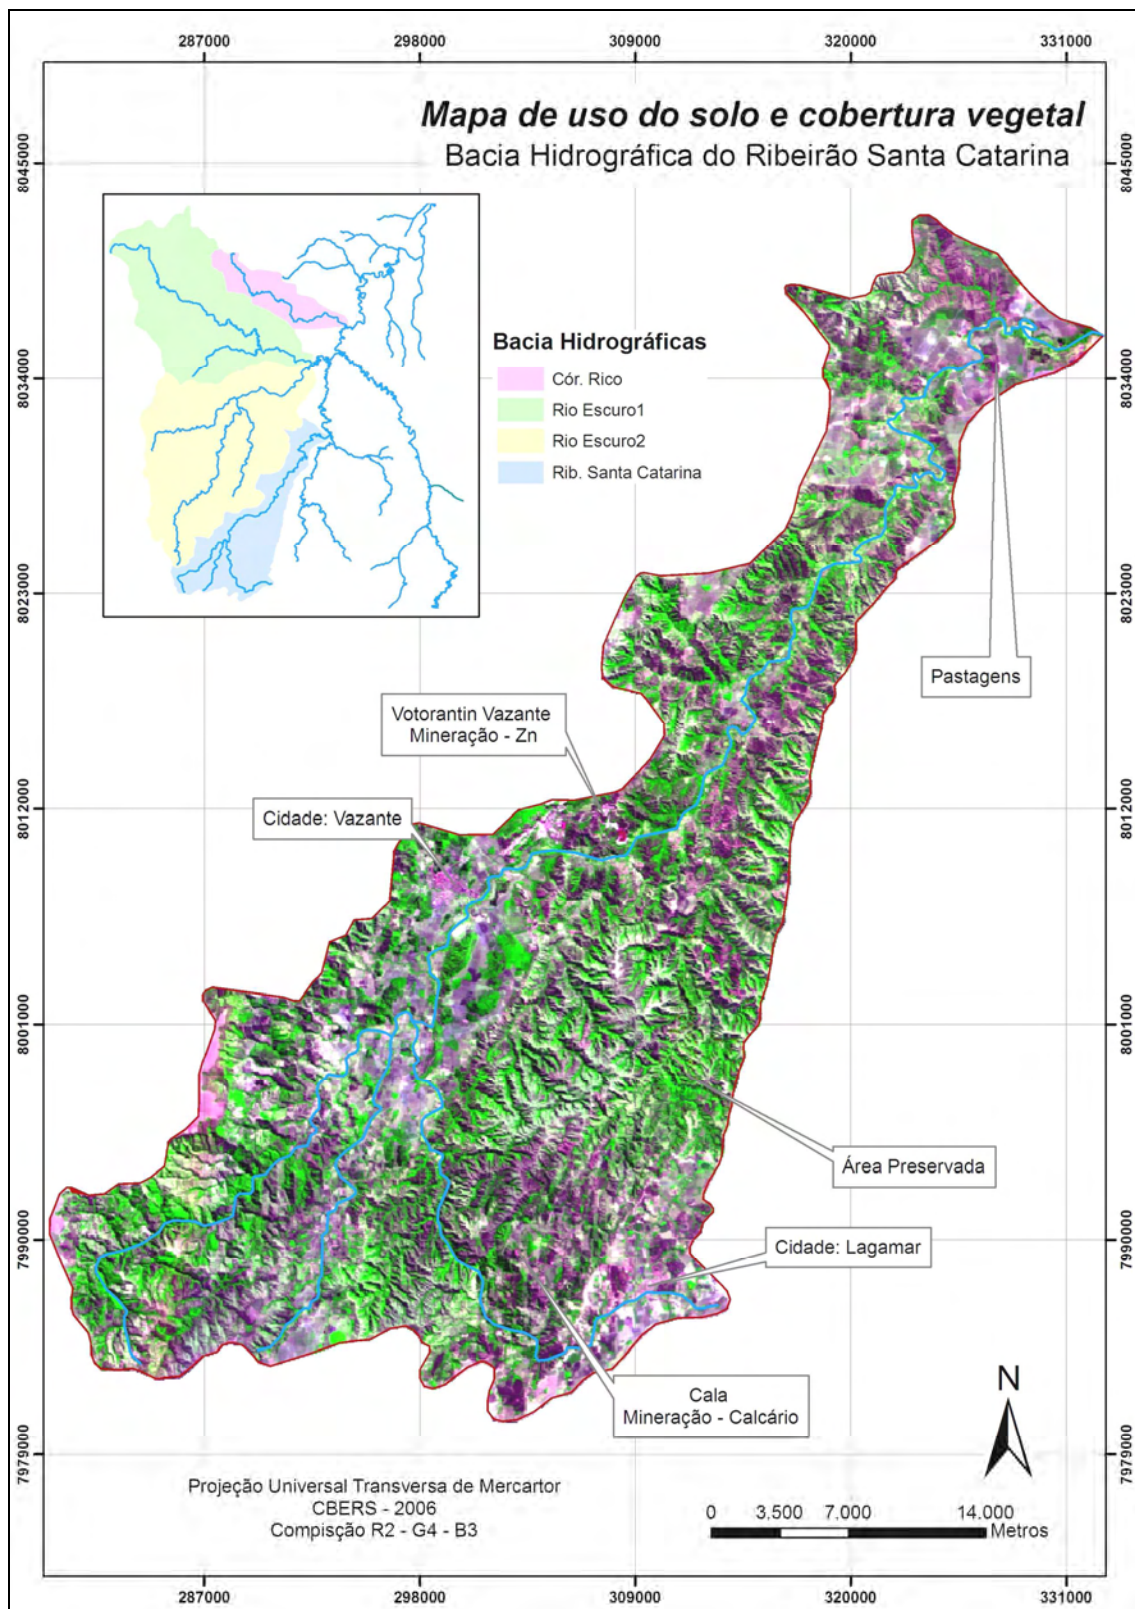 287000 298000 309000 320000 331000
Mapa de uso do solo e cobertura vegetal
Bacia Hidrográfica do Ribeirão Santa Catarina
8045000 8045000
Bacia Hidrográficas
Cór. Rico
Rio Escuro1
Rio Escuro2
Rib. Santa Catarina
8034000 8034000
8023000 8023000
Pastagens
Votorantin Vazante
Mineração - Zn
Cidade: Vazante
8012000 8012000
8001000 8001000
Área Preservada
Cidade: Lagamar
7990000 7990000
Cala
Mineração - Calcário
N
7979000 7979000
Projeção Universal Transversa de Mercartor
CBERS - 2006
Compisção R2 - G4 - B3
0 3.500 7.000 14.000
Metros
287000 298000 309000 320000 331000